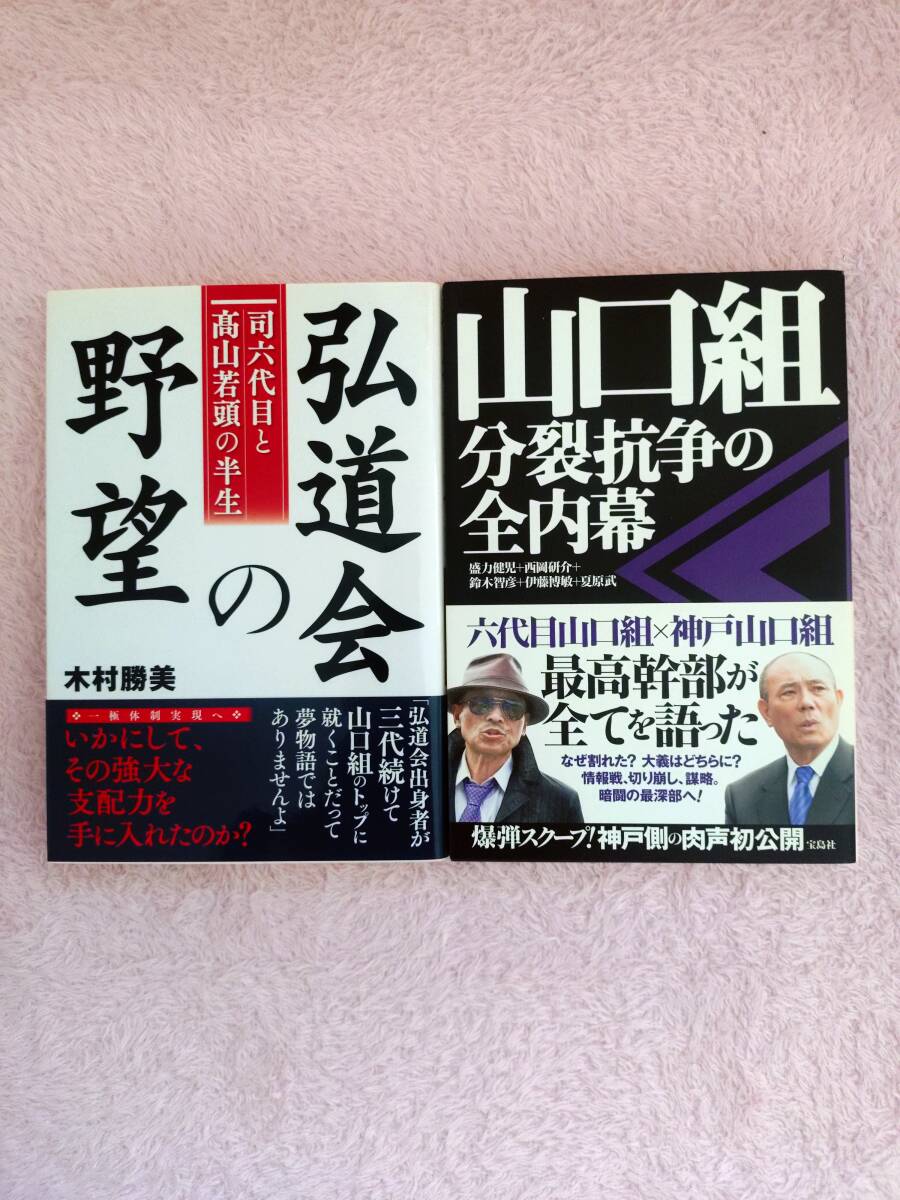 弘道会の
野望
司六代目と
髙山若頭の半生
木村勝美
「弘道会出身者が
三代続けて
山口組のトップに
就くことだって
夢物語では
ありませんよ」
❖一極体制実現へ❖
いかにして、
その強大な
支配力を
手に入れたのか?
山口組
分裂抗争の
全内幕
盛力健児+西岡研介+
鈴木智彦+伊藤博敏+夏原武
六代目山口組×神戸山口組
最高幹部が
全てを語った
なぜ割れた? 大義はどちらに?
情報戦、切り崩し、謀略。
暗闘の最深部へ!
爆弾スクープ!神戸側の肉声初公開 宝島社